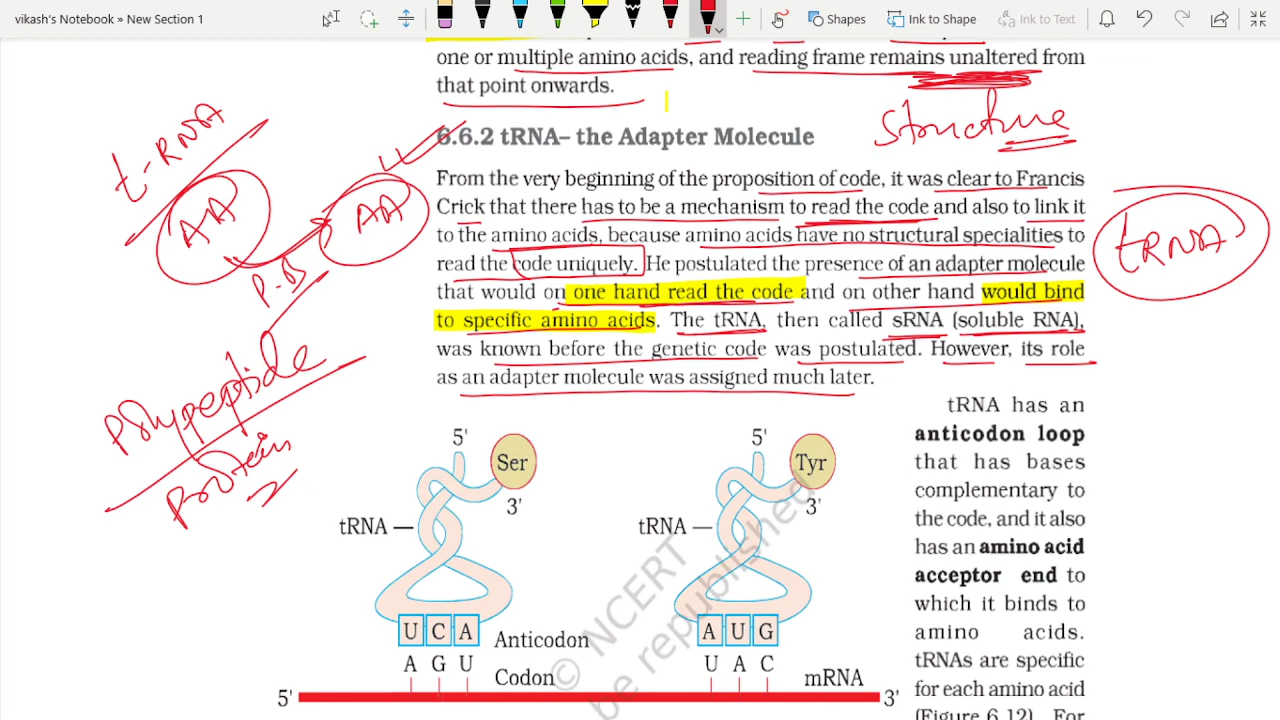 vikash's Notebook » New Section 1
Shapes
Ink to Shape
Ink to Text
one or multiple amino acids, and reading frame remains unaltered from
that point onwards.
structure
t-RNA
6.6.2 tRNA– the Adapter Molecule
From the very beginning of the proposition of code, it was clear to Francis
Crick that there has to be a mechanism to read the code and also to link it
to the amino acids, because amino acids have no structural specialities to
read the code uniquely. He postulated the presence of an adapter molecule
that would on one hand read the code and on other hand would bind
to specific amino acids. The tRNA, then called sRNA (soluble RNA),
was known before the genetic code was postulated. However, its role
as an adapter molecule was assigned much later.
AA
AA
P.B
tRNA
Polypeptide
Protein
5' Ser 3'
tRNA
U C A Anticodon
A G U Codon
5' Tyr 3'
tRNA
A U G
U A C mRNA
5' 3'
© NCERT
be republished
tRNA has an
anticodon loop
that has bases
complementary to
the code, and it also
has an amino acid
acceptor end to
which it binds to
amino acids.
tRNAs are specific
for each amino acid
(Figure 6.12). For